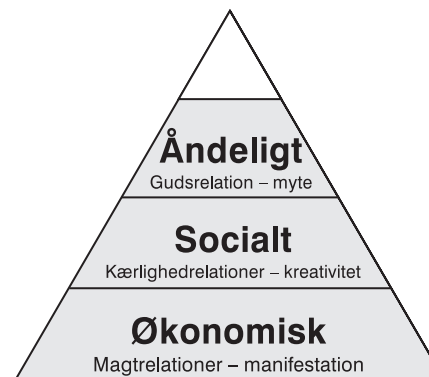 Åndeligt
Gudsrelation – myte
Socialt
Kærlighedrelationer – kreativitet
Økonomisk
Magtrelationer – manifestation